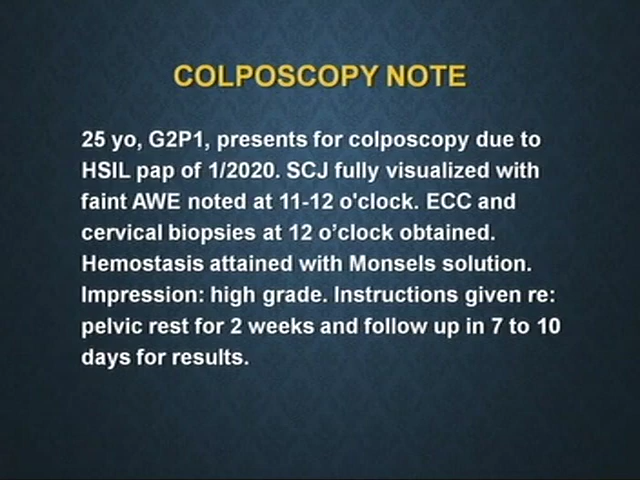 COLPOSCOPY NOTE
25 yo, G2P1, presents for colposcopy due to
HSIL pap of 1/2020. SCJ fully visualized with
faint AWE noted at 11-12 o'clock. ECC and
cervical biopsies at 12 o’clock obtained.
Hemostasis attained with Monsels solution.
Impression: high grade. Instructions given re:
pelvic rest for 2 weeks and follow up in 7 to 10
days for results.